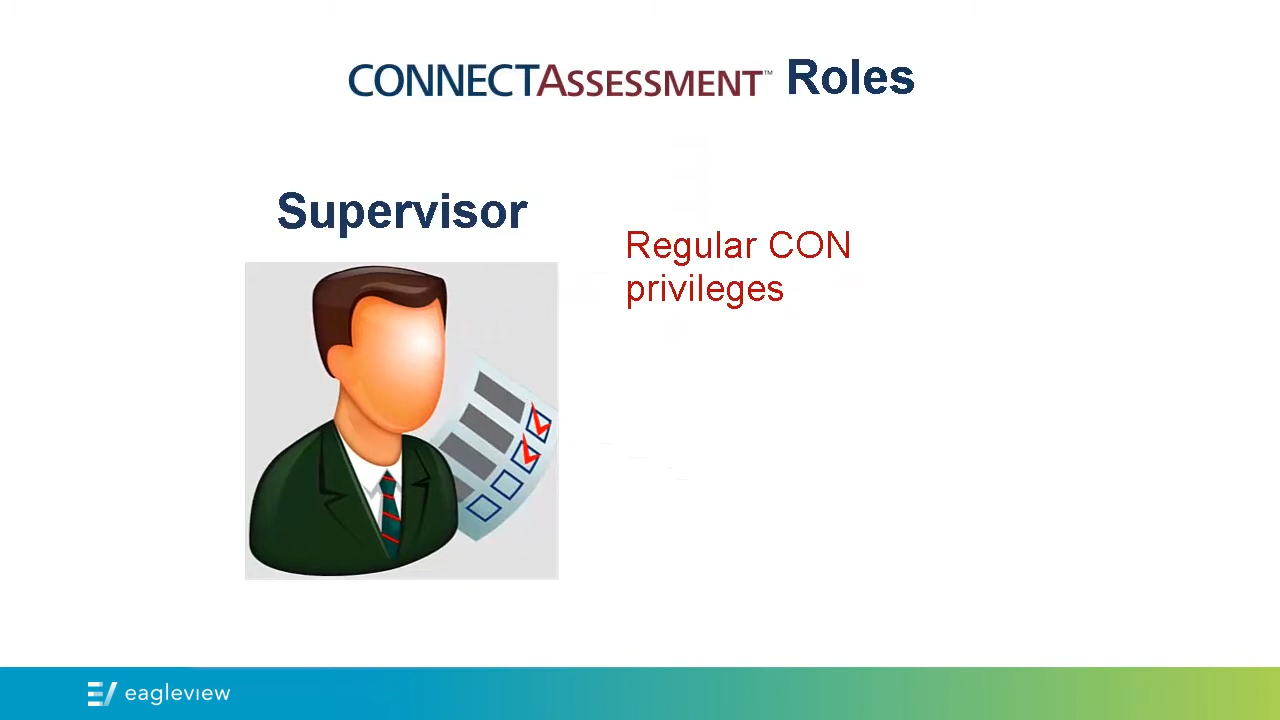 CONNECTASSESSMENT™ Roles
Supervisor
Regular CON
privileges
eagleview